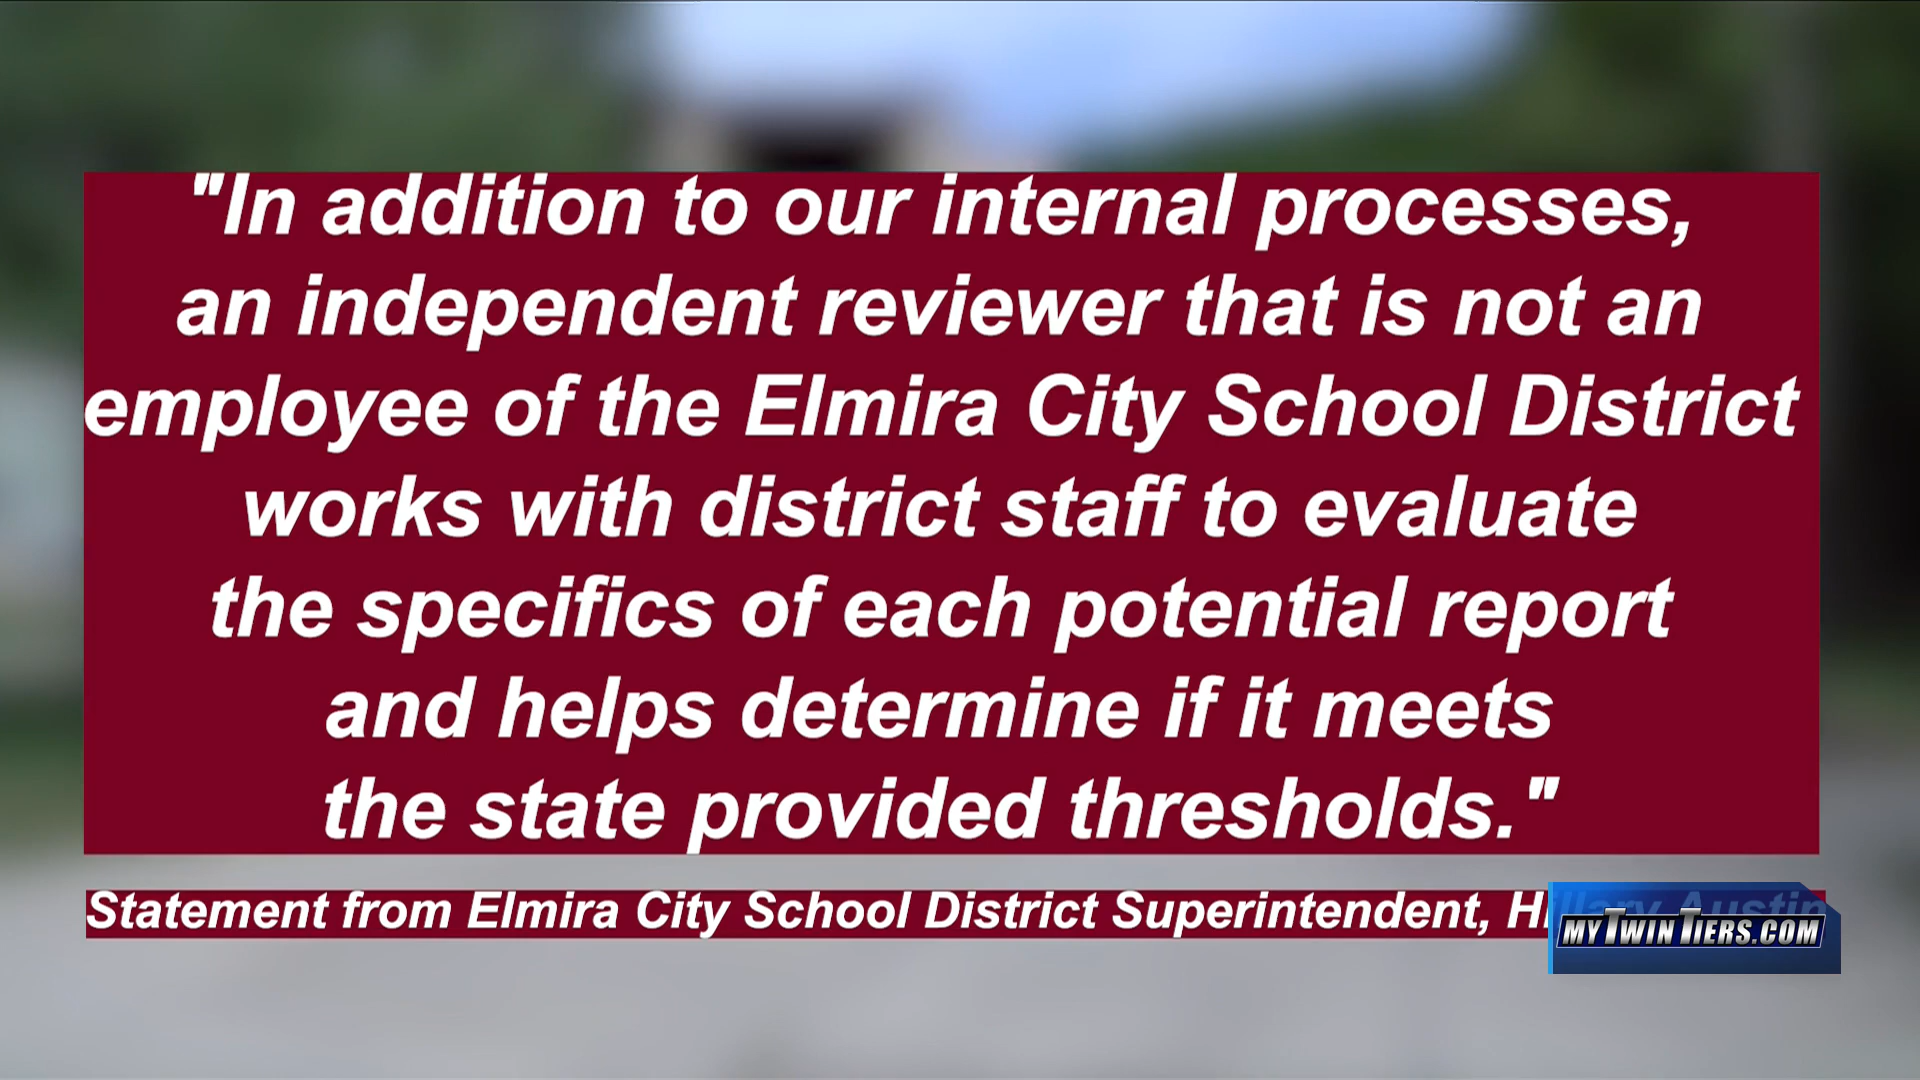 "In addition to our internal processes,
an independent reviewer that is not an
employee of the Elmira City School District
works with district staff to evaluate
the specifics of each potential report
and helps determine if it meets
the state provided thresholds."
Statement from Elmira City School District Superintendent, Hillary Austin
MYTWINTIERS.COM